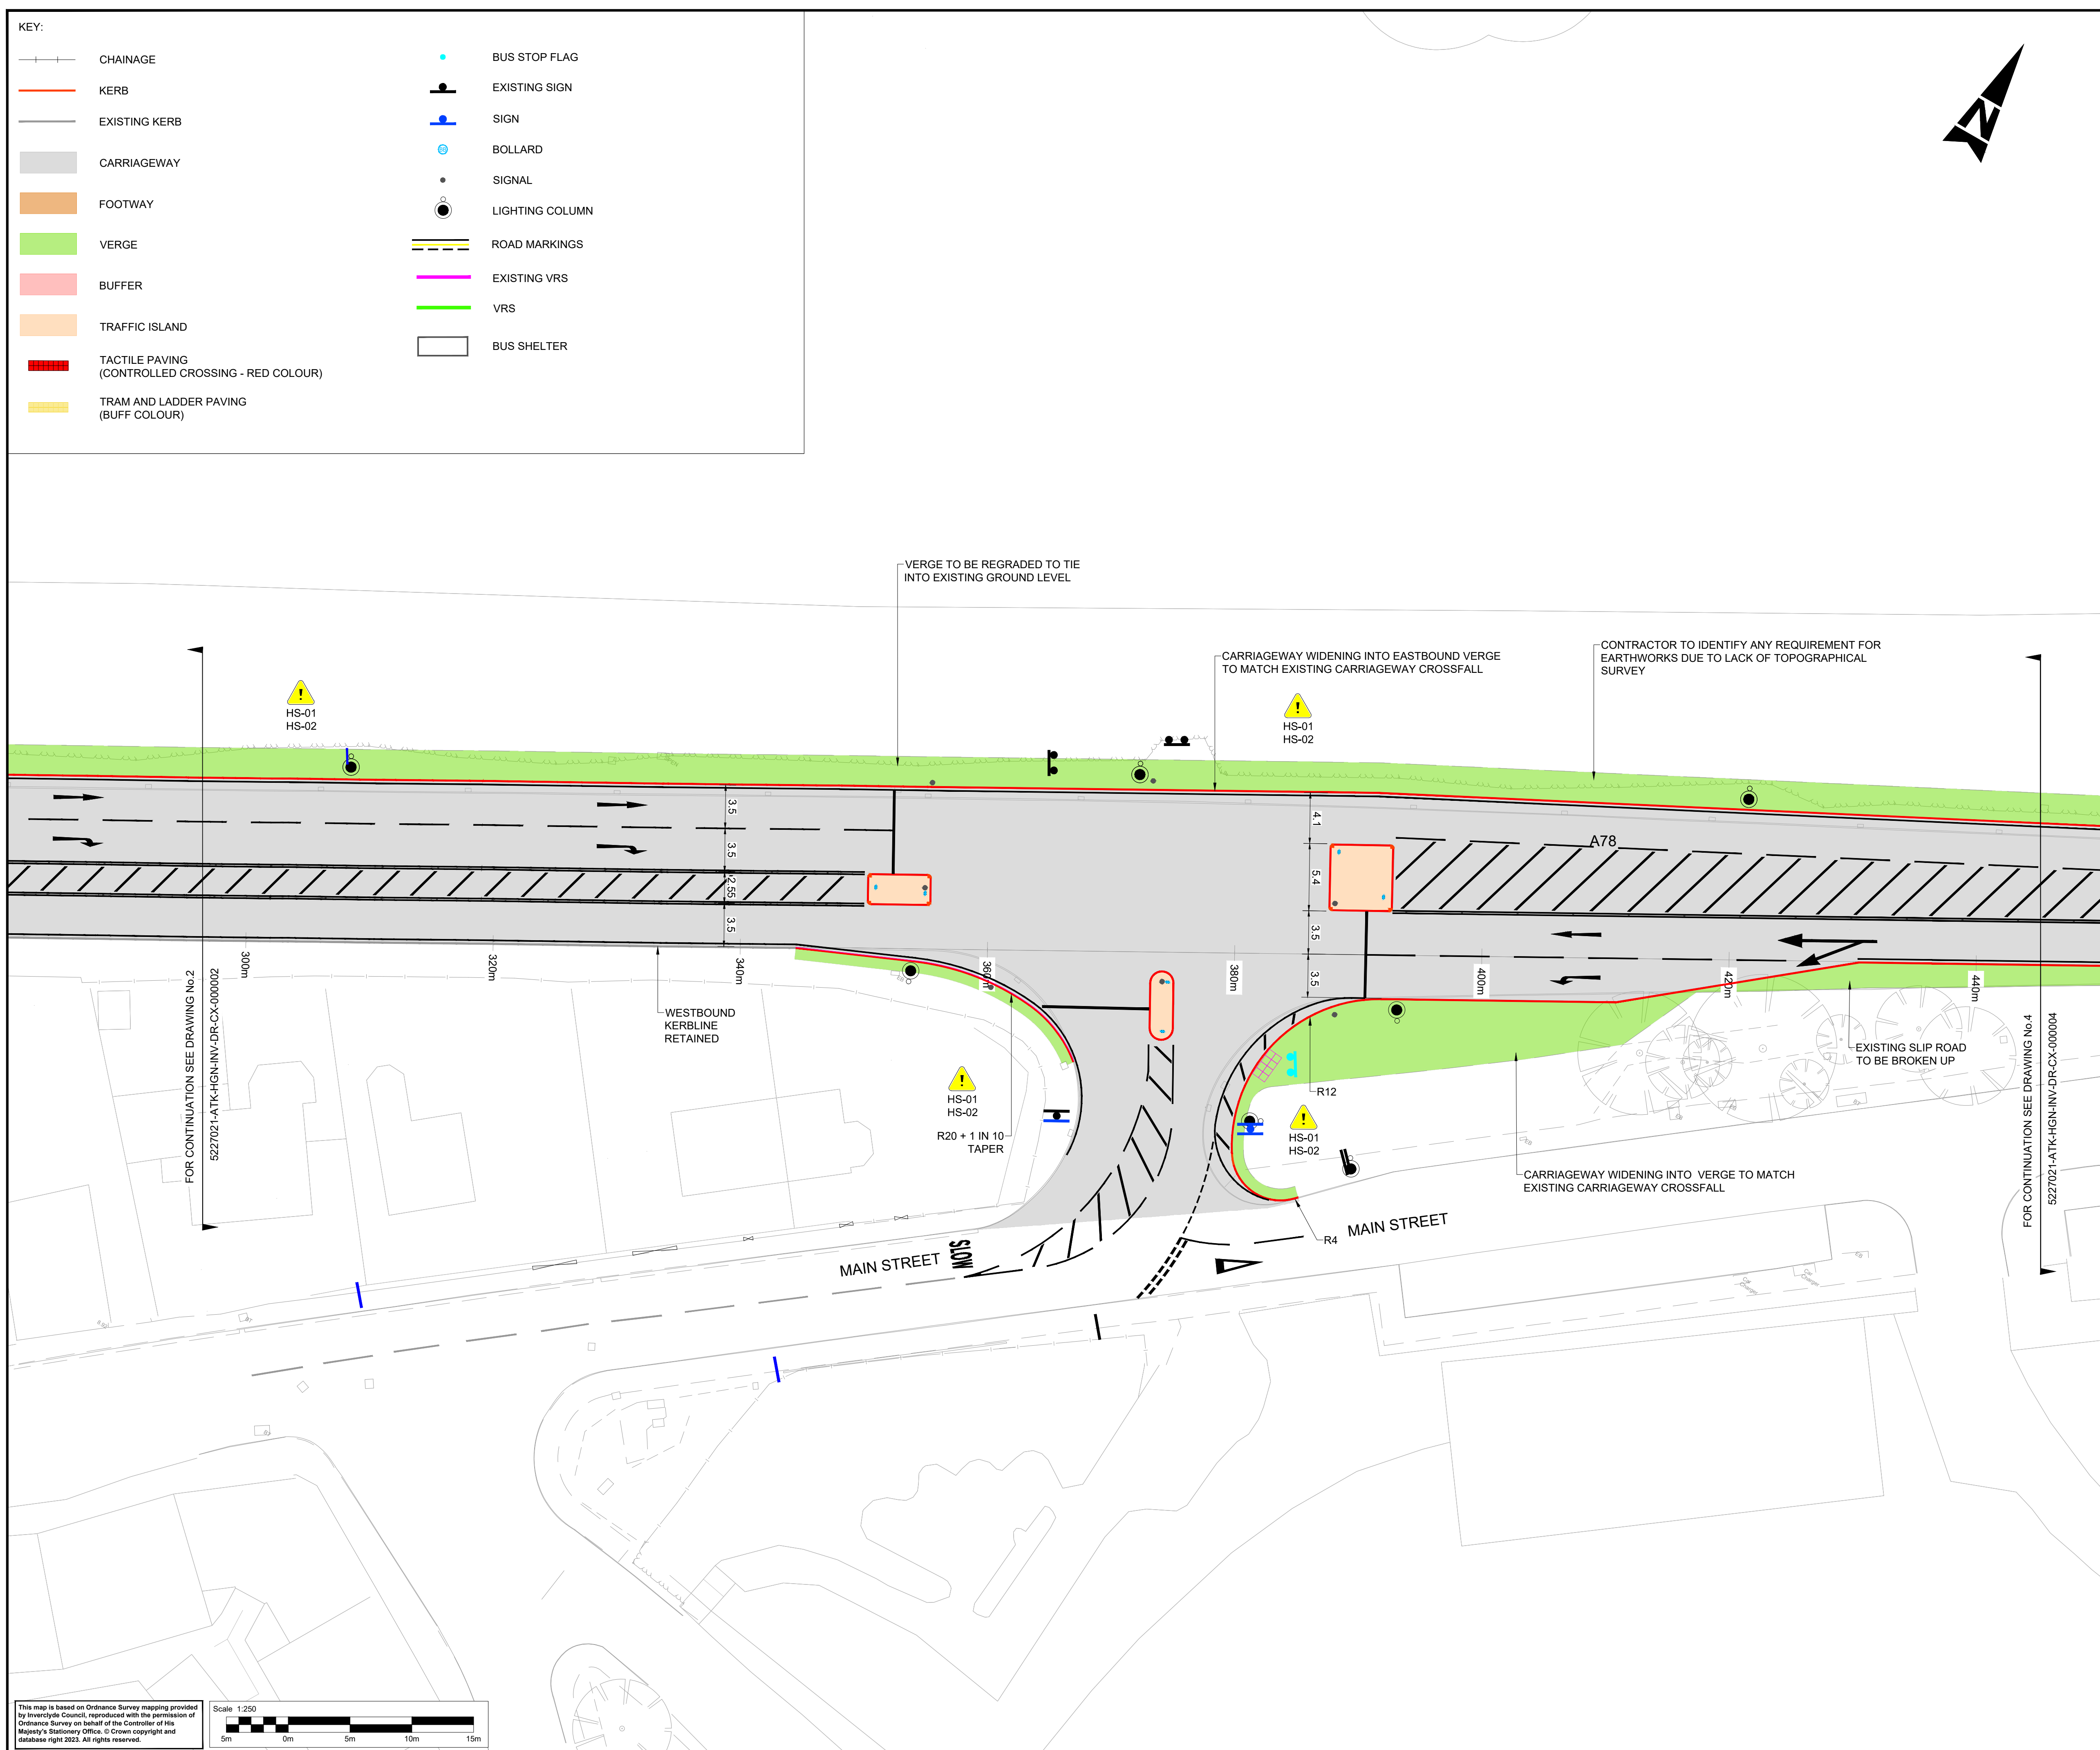 KEY:
CHAINAGE
KERB
EXISTING KERB
CARRIAGEWAY
FOOTWAY
VERGE
BUFFER
TRAFFIC ISLAND
TACTILE PAVING
(CONTROLLED CROSSING - RED COLOUR)
TRAM AND LADDER PAVING
(BUFF COLOUR)
BUS STOP FLAG
EXISTING SIGN
SIGN
BOLLARD
SIGNAL
LIGHTING COLUMN
ROAD MARKINGS
EXISTING VRS
VRS
BUS SHELTER
N
VERGE TO BE REGRADED TO TIE
INTO EXISTING GROUND LEVEL
CARRIAGEWAY WIDENING INTO EASTBOUND VERGE
TO MATCH EXISTING CARRIAGEWAY CROSSFALL
CONTRACTOR TO IDENTIFY ANY REQUIREMENT FOR
EARTHWORKS DUE TO LACK OF TOPOGRAPHICAL
SURVEY
HS-01
HS-02
HS-01
HS-02
3.5
3.5
2.55
3.5
4.1
5.4
3.5
3.5
A78
300m
320m
340m
360m
380m
400m
420m
440m
FOR CONTINUATION SEE DRAWING No.2
5227021-ATK-HGN-INV-DR-CX-000002
WESTBOUND
KERBLINE
RETAINED
HS-01
HS-02
R20 + 1 IN 10
TAPER
R12
HS-01
HS-02
EXISTING SLIP ROAD
TO BE BROKEN UP
CARRIAGEWAY WIDENING INTO VERGE TO MATCH
EXISTING CARRIAGEWAY CROSSFALL
FOR CONTINUATION SEE DRAWING No.4
5227021-ATK-HGN-INV-DR-CX-000004
R4
MAIN STREET
MAIN STREET
SLOW
Car
Charger
Car
Charger
This map is based on Ordnance Survey mapping provided
by Inverclyde Council, reproduced with the permission of
Ordnance Survey on behalf of the Controller of His
Majesty's Stationery Office. © Crown copyright and
database right 2023. All rights reserved.
Scale 1:250
5m 0m 5m 10m 15m